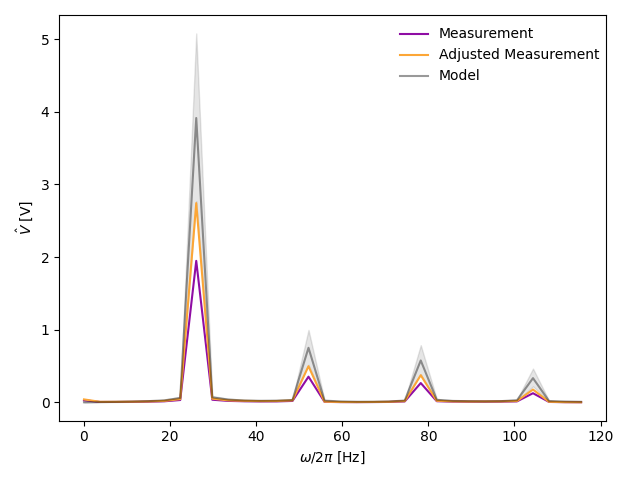 Measurement
Adjusted Measurement
Model
5
4
3
2
1
0
V̂ [V]
0 20 40 60 80 100 120
ω/2π [Hz]